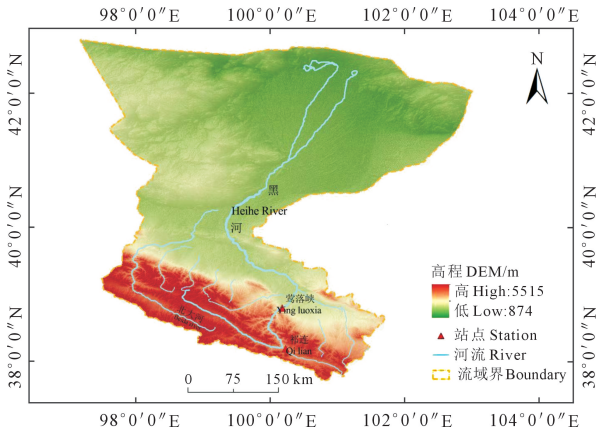 98°0′0″E 100°0′0″E 102°0′0″E 104°0′0″E
42°0′0″N
40°0′0″N
38°0′0″N
N
黑
Heihe River
河
莺落峡
Ying luoxia
祁连
Qi lian
高程 DEM/m
高 High:5515
低 Low:874
站点 Station
河流 River
流域界 Boundary
0 75 150 km
42°0′0″N
40°0′0″N
38°0′0″N
98°0′0″E 100°0′0″E 102°0′0″E 104°0′0″E